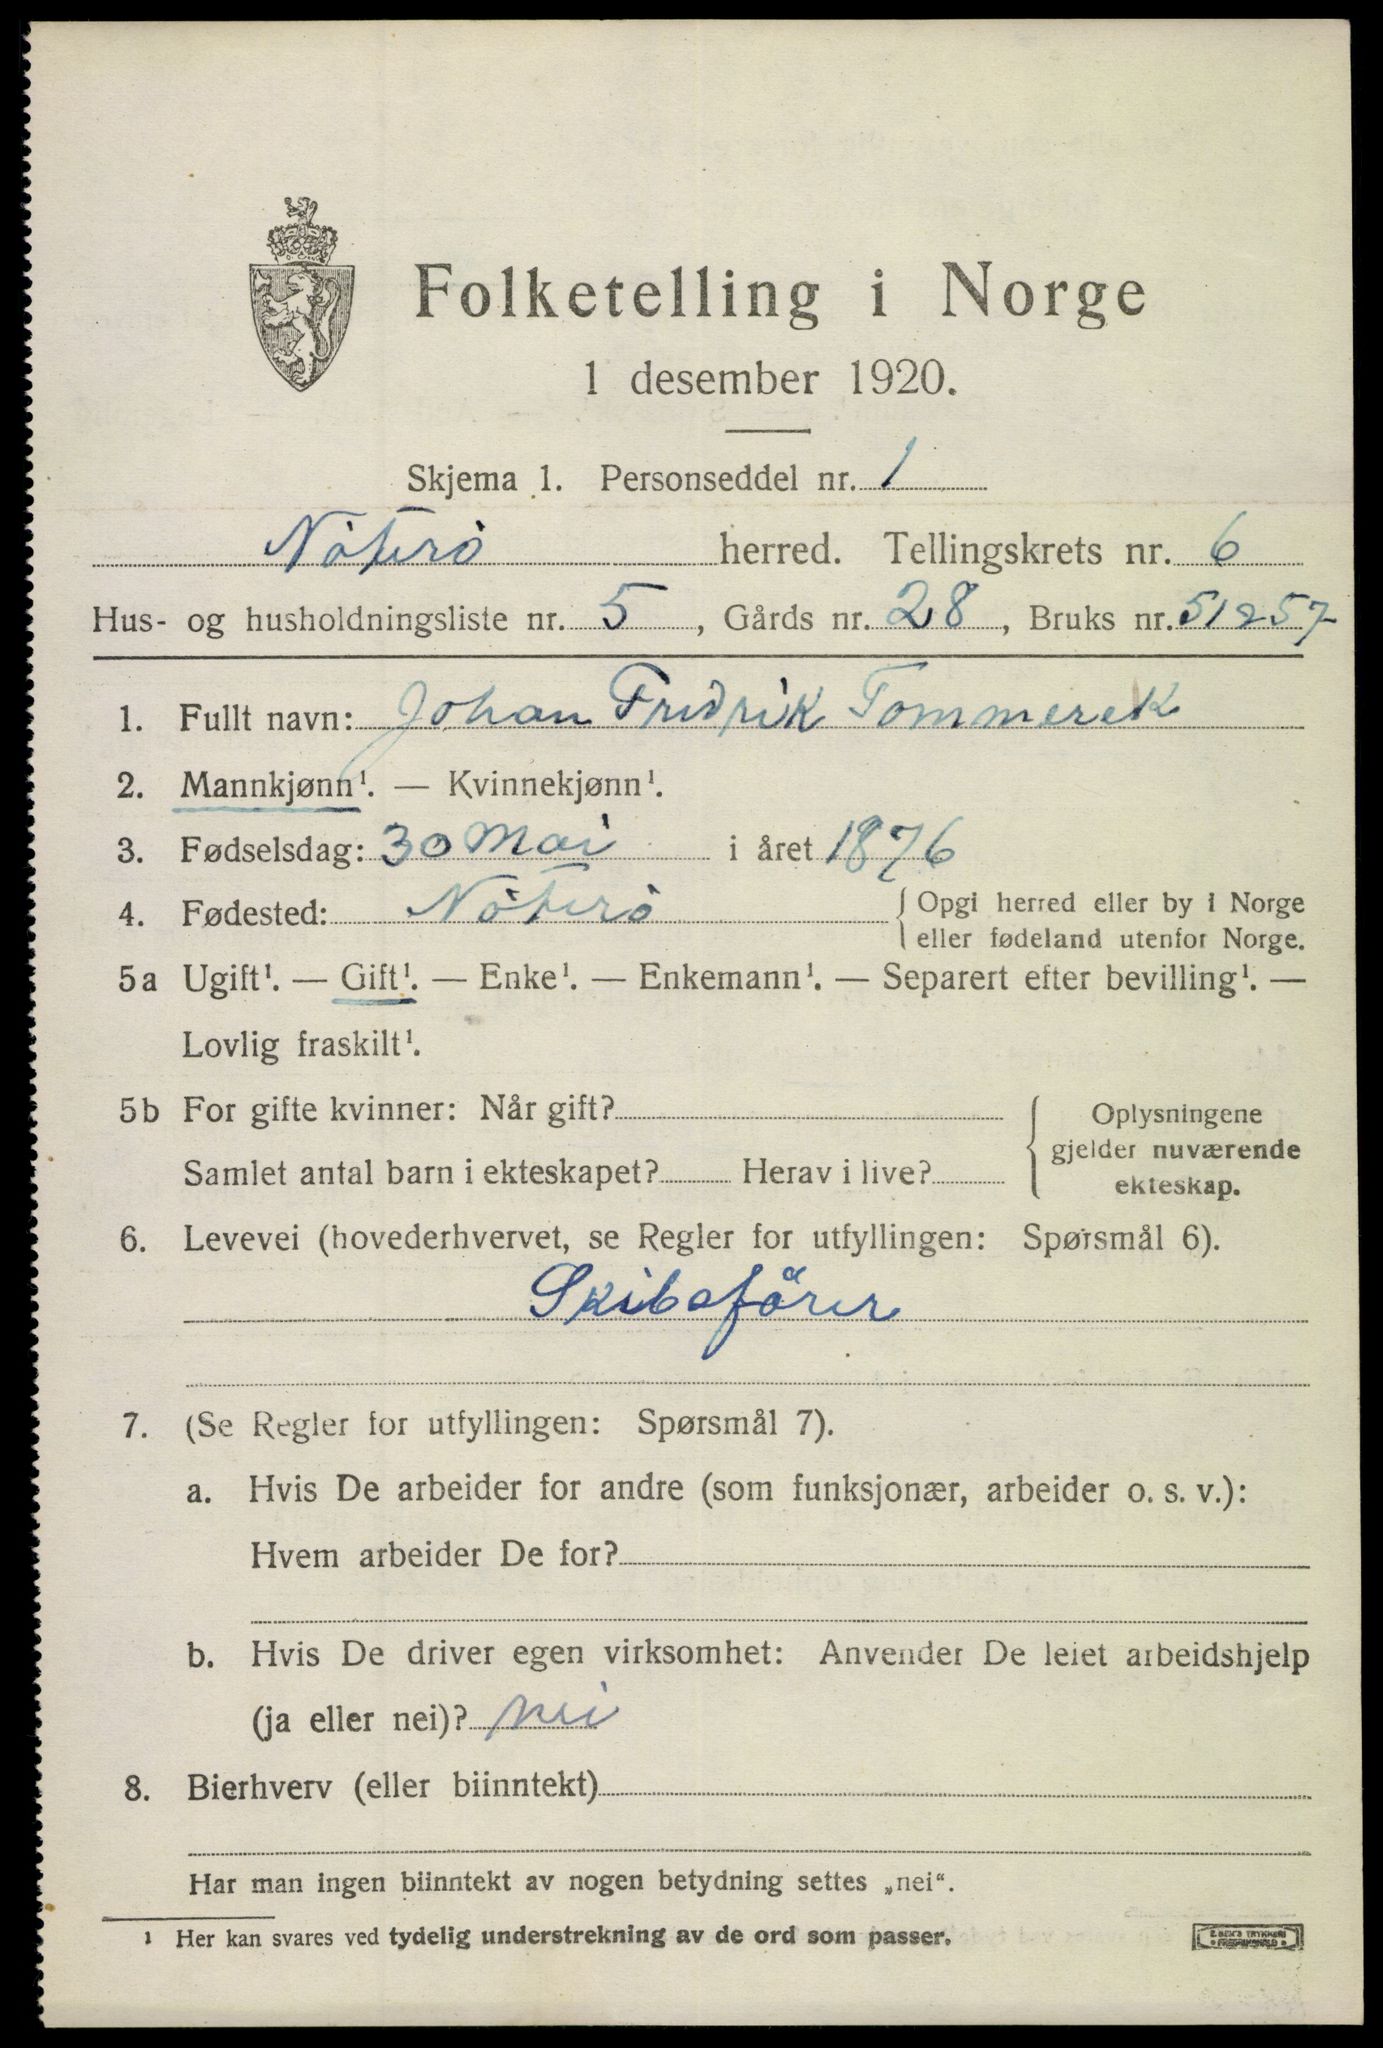 Folketelling i Norge
1 desember 1920.
Skjema 1. Personseddel nr. 1
Nøterø herred. Tellingskrets nr. 6
Hus- og husholdningsliste nr. 5, Gårds nr. 28, Bruks nr. 51 & 57
1. Fullt navn: Johan Fridrik Tommerek
2. Mannkjønn¹. — Kvinnekjønn¹.
3. Fødselsdag: 30 Mai i året 1876
4. Fødested: Nøterø { Opgi herred eller by i Norge
eller fødeland utenfor Norge.
5a Ugift¹. — Gift¹. — Enke¹. — Enkemann¹. — Separert efter bevilling¹. —
Lovlig fraskilt¹.
5b For gifte kvinner: Når gift? { Oplysningene
gjelder nuværende
Samlet antal barn i ekteskapet? Herav i live? ekteskap.
6. Levevei (hovederhvervet, se Regler for utfyllingen: Spørsmål 6).
Skibsförer
7. (Se Regler for utfyllingen: Spørsmål 7).
a. Hvis De arbeider for andre (som funksjonær, arbeider o. s. v.):
Hvem arbeider De for?
b. Hvis De driver egen virksomhet: Anvender De leiet arbeidshjelp
(ja eller nei)? nei
8. Bierhverv (eller biinntekt)
Har man ingen biinntekt av nogen betydning settes „nei“.
¹ Her kan svares ved tydelig understrekning av de ord som passer.